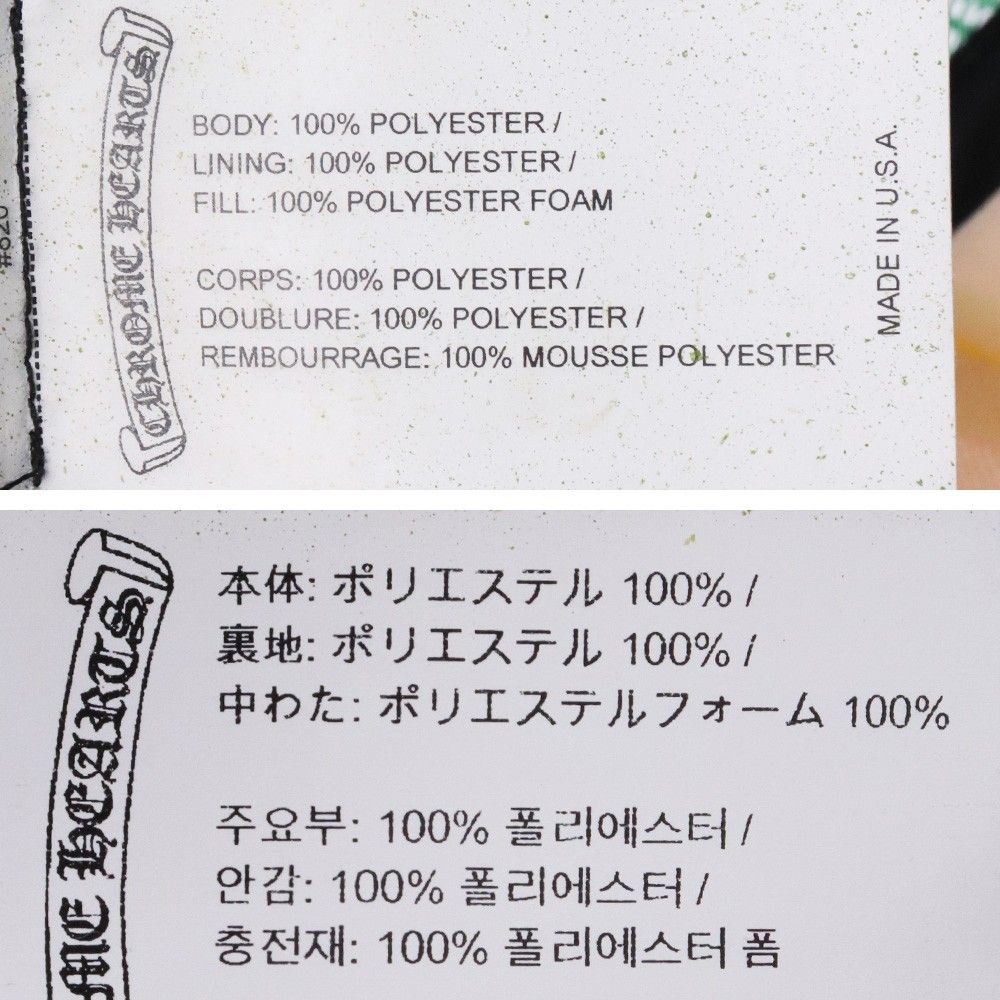 CHROME HEARTS
BODY: 100% POLYESTER /
LINING: 100% POLYESTER /
FILL: 100% POLYESTER FOAM
CORPS: 100% POLYESTER /
DOUBLURE: 100% POLYESTER /
REMBOURRAGE: 100% MOUSSE POLYESTER
MADE IN U.S.A.
#820
HEARTS
本体: ポリエステル 100% /
裏地: ポリエステル 100% /
中わた: ポリエステルフォーム 100%
주요부: 100% 폴리에스터 /
안감: 100% 폴리에스터 /
충전재: 100% 폴리에스터 폼